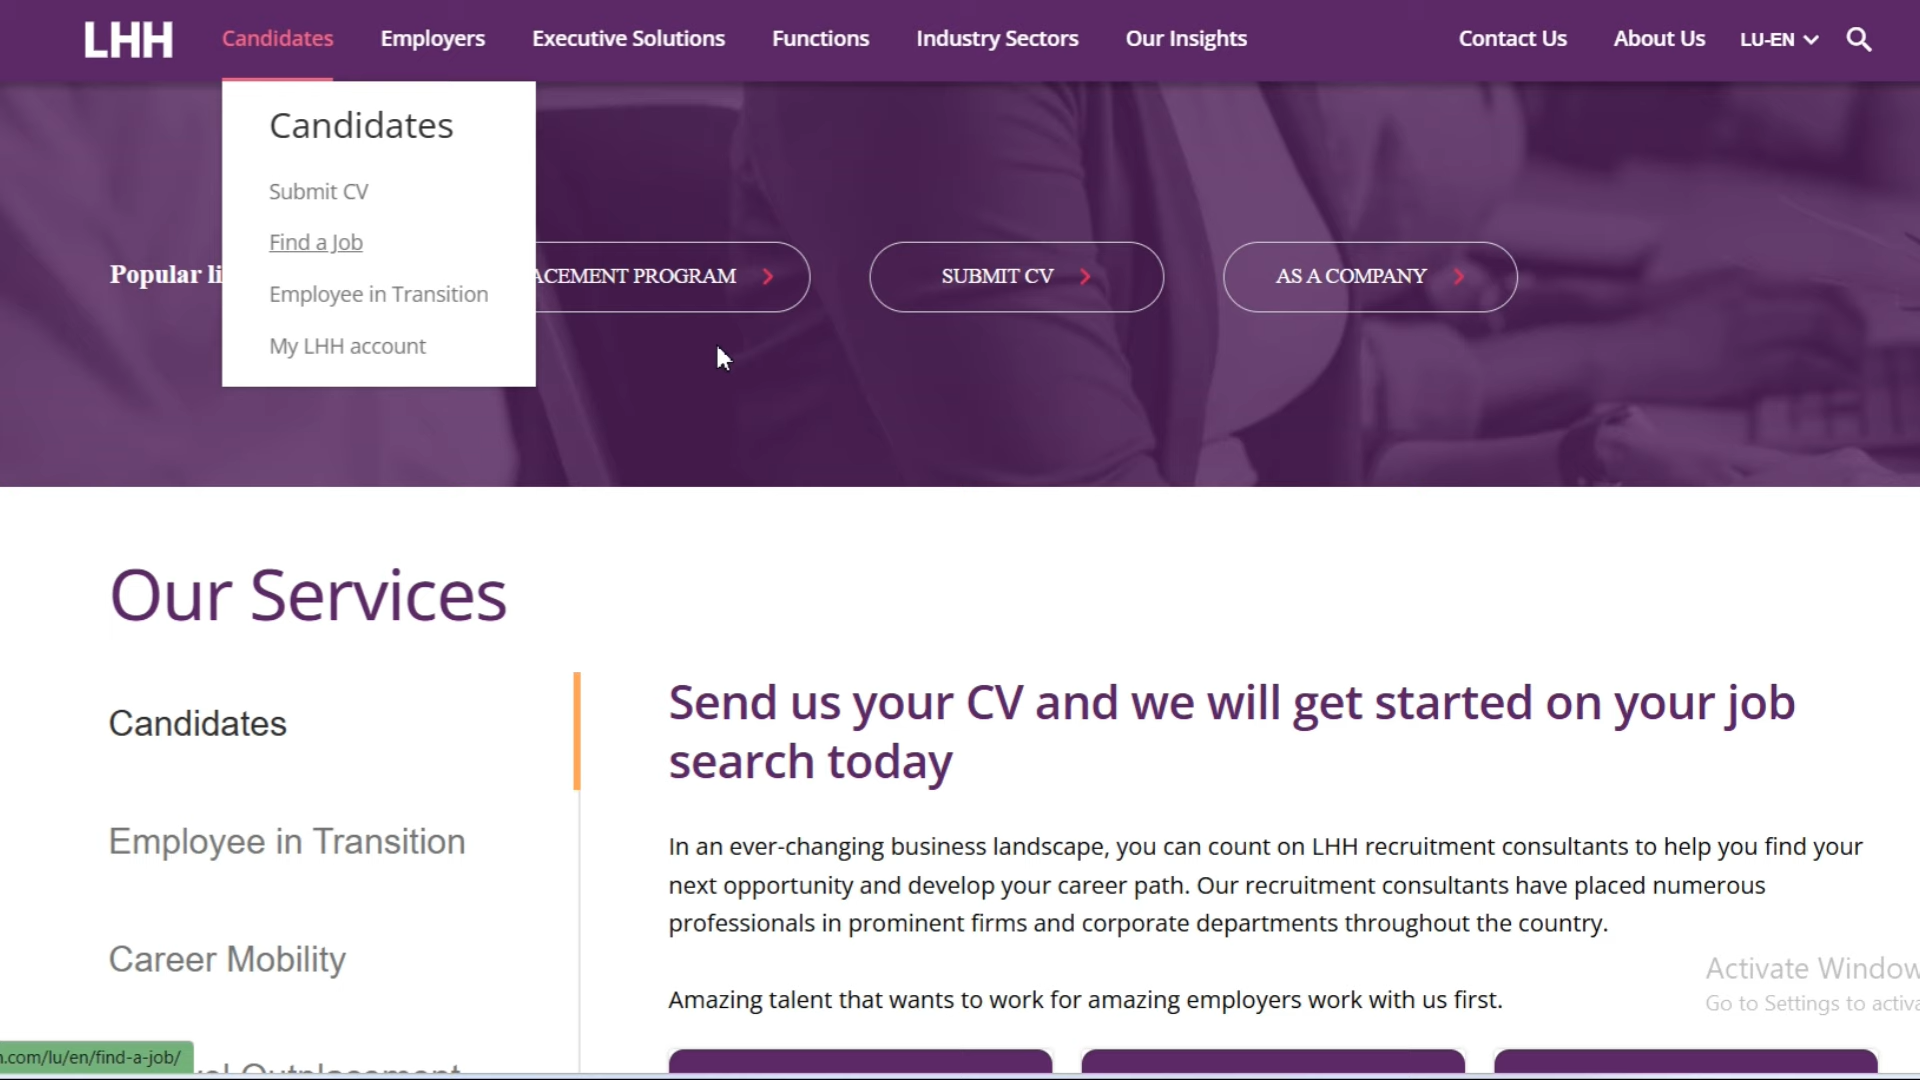 LHH Candidates Employers Executive Solutions Functions Industry Sectors Our Insights Contact Us About Us LU-EN
Candidates
Submit CV
Find a Job
Employee in Transition
My LHH account
Popular
PROGRAM
SUBMIT CV
AS A COMPANY
Our Services
Candidates
Employee in Transition
Career Mobility
Send us your CV and we will get started on your job
search today
In an ever-changing business landscape, you can count on LHH recruitment consultants to help you find your
next opportunity and develop your career path. Our recruitment consultants have placed numerous
professionals in prominent firms and corporate departments throughout the country.
Amazing talent that wants to work for amazing employers work with us first.
Activate Window
Go to Settings to activa
.com/lu/en/find-a-job/